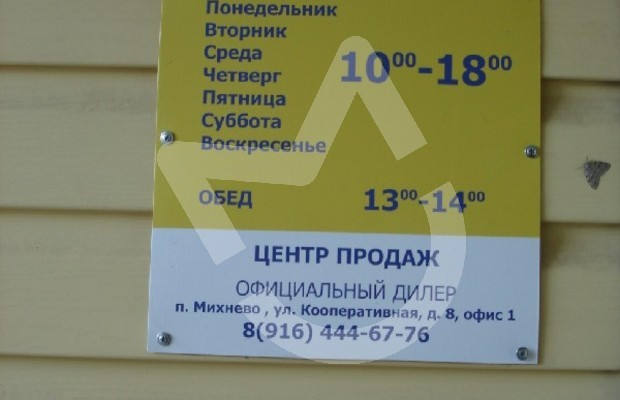 Понедельник
Вторник
Среда
Четверг
Пятница
Суббота
Воскресенье
10⁰⁰-18⁰⁰
ОБЕД 13⁰⁰-14⁰⁰
ЦЕНТР ПРОДАЖ
ОФИЦИАЛЬНЫЙ ДИЛЕР
п. Михнево , ул. Кооперативная, д. 8, офис 1
8(916) 444-67-76